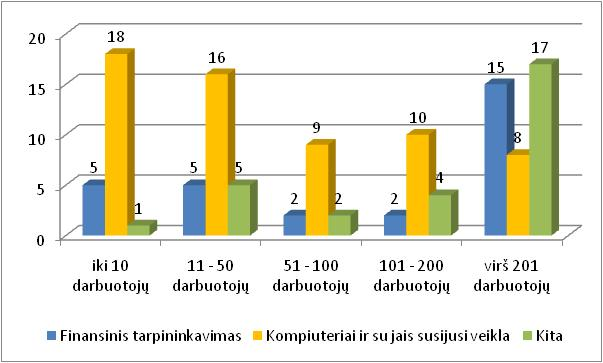 20
15
10
5
0
5
18
1
5
16
5
2
9
2
2
10
4
15
8
17
iki 10 darbuotojų
11 - 50 darbuotojų
51 - 100 darbuotojų
101 - 200 darbuotojų
virš 201 darbuotojų
Finansinis tarpininkavimas
Kompiuteriai ir su jais susijusi veikla
Kita